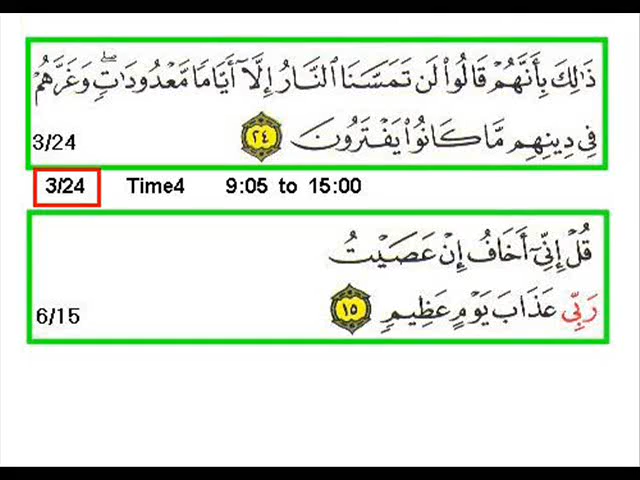 ذَٰلِكَ بِأَنَّهُمْ قَالُوا۟ لَن تَمَسَّنَا ٱلنَّارُ إِلَّآ أَيَّامًا مَّعْدُودَٰتٍۖ وَغَرَّهُمْ
فِى دِينِهِم مَّا كَانُوا۟ يَفْتَرُونَ ٢٤
3/24
3/24 Time4 9:05 to 15:00
قُلْ إِنِّىٓ أَخَافُ إِنْ عَصَيْتُ
رَبِّى عَذَابَ يَوْمٍ عَظِيمٍ ١٥
6/15